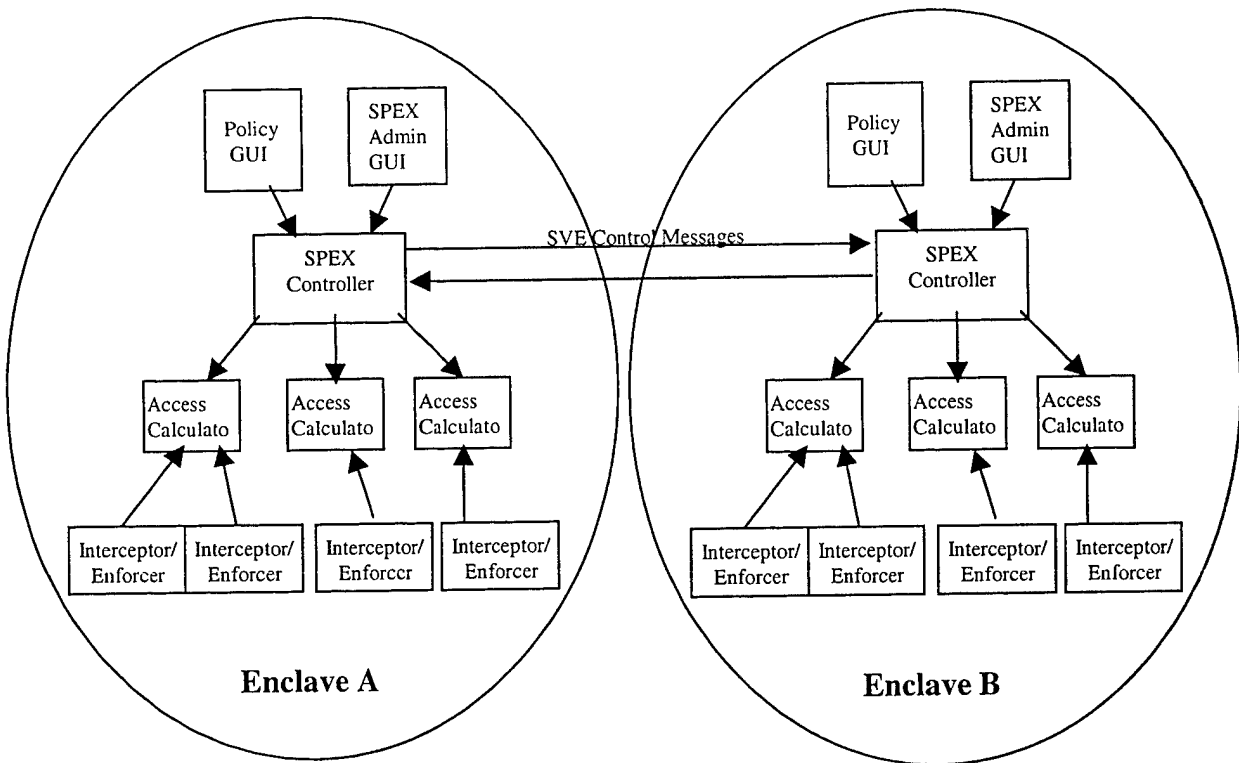 Policy
GUI
SPEX
Admin
GUI
Policy
GUI
SPEX
Admin
GUI
SVE Control Messages
SPEX
Controller
SPEX
Controller
Access
Calculato
Access
Calculato
Access
Calculato
Access
Calculato
Access
Calculato
Access
Calculato
Interceptor/
Enforcer
Interceptor/
Enforcer
Interceptor/
Enforccr
Interceptor/
Enforcer
Interceptor/
Enforcer
Interceptor/
Enforcer
Interceptor/
Enforcer
Interceptor/
Enforcer
Enclave A
Enclave B